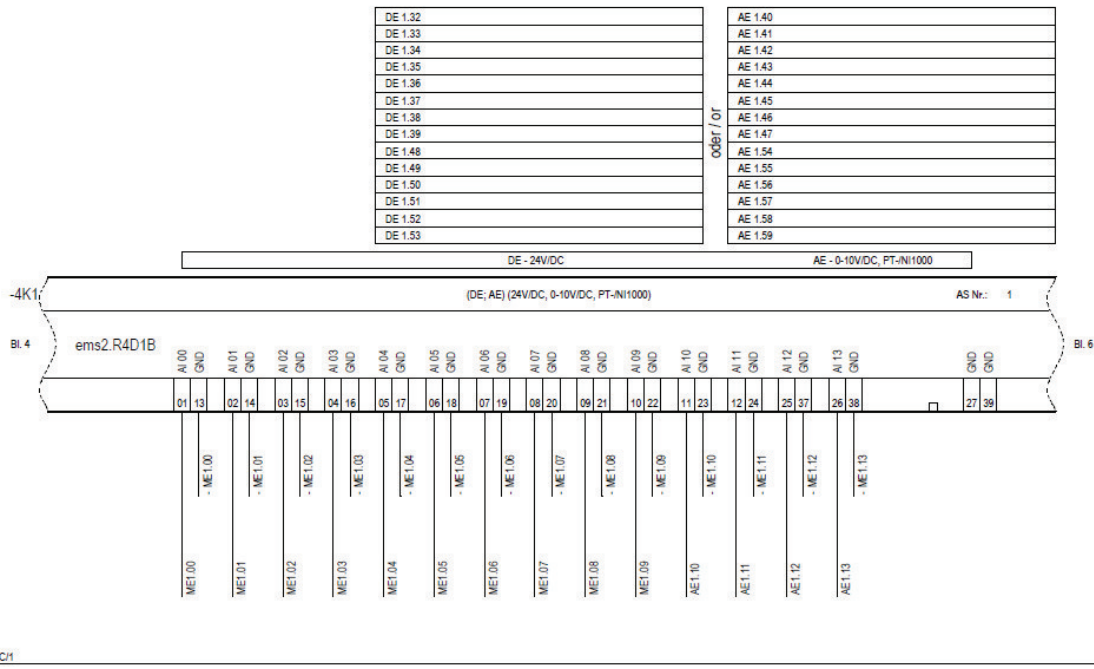 DE 1.32 AE 1.40
DE 1.33 AE 1.41
DE 1.34 AE 1.42
DE 1.35 AE 1.43
DE 1.36 AE 1.44
DE 1.37 AE 1.45
DE 1.38 AE 1.46
DE 1.39 AE 1.47
oder / or
DE 1.48 AE 1.54
DE 1.49 AE 1.55
DE 1.50 AE 1.56
DE 1.51 AE 1.57
DE 1.52 AE 1.58
DE 1.53 AE 1.59
DE - 24V/DC AE - 0-10V/DC, PT-/NI1000
-4K1 (DE; AE) (24V/DC, 0-10V/DC, PT-/NI1000) AS Nr.: 1
Bl. 4 ems2.R4D1B Bl. 6
AI 00 GND AI 01 GND AI 02 GND AI 03 GND AI 04 GND AI 05 GND AI 06 GND AI 07 GND AI 08 GND AI 09 GND AI 10 GND AI 11 GND AI 12 GND AI 13 GND GND GND
01 13 02 14 03 15 04 16 05 17 06 18 07 19 08 20 09 21 10 22 11 23 12 24 25 37 26 38 27 39
- ME1.00 - ME1.01 - ME1.02 - ME1.03 - ME1.04 - ME1.05 - ME1.06 - ME1.07 - ME1.08 - ME1.09 - ME1.10 - ME1.11 - ME1.12 - ME1.13
ME1.00 ME1.01 ME1.02 ME1.03 ME1.04 ME1.05 ME1.06 ME1.07 ME1.08 ME1.09 AE1.10 AE1.11 AE1.12 AE1.13
C/1